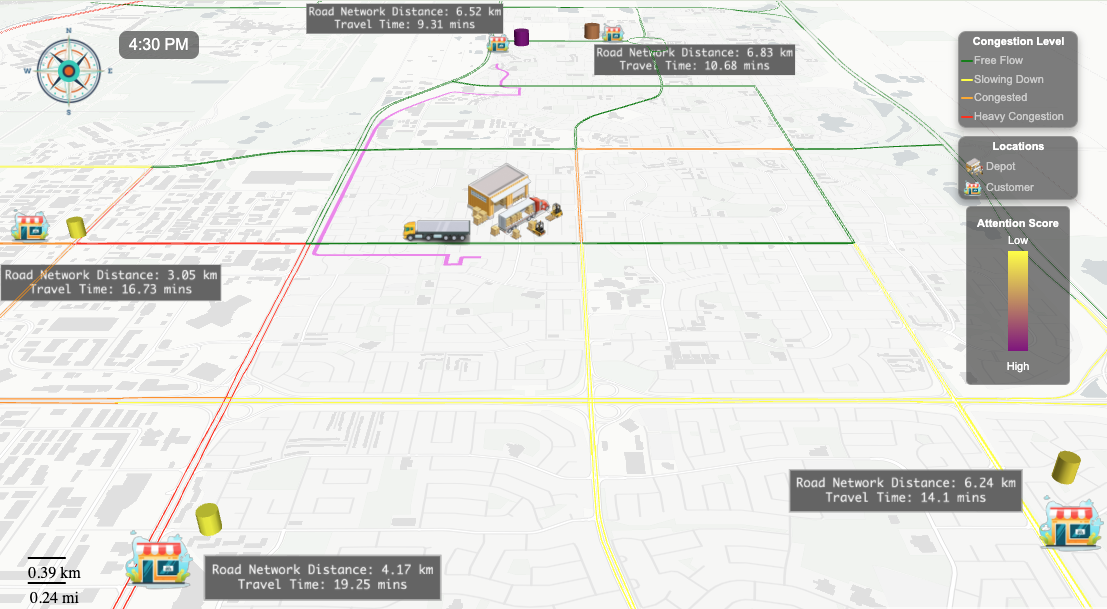 Road Network Distance: 6.52 km
Travel Time: 9.31 mins
4:30 PM
N
W
E
S
Road Network Distance: 6.83 km
Travel Time: 10.68 mins
Congestion Level
Free Flow
Slowing Down
Congested
Heavy Congestion
Locations
Depot
Customer
Attention Score
Low
High
Road Network Distance: 3.05 km
Travel Time: 16.73 mins
Road Network Distance: 6.24 km
Travel Time: 14.1 mins
Road Network Distance: 4.17 km
Travel Time: 19.25 mins
0.39 km
0.24 mi